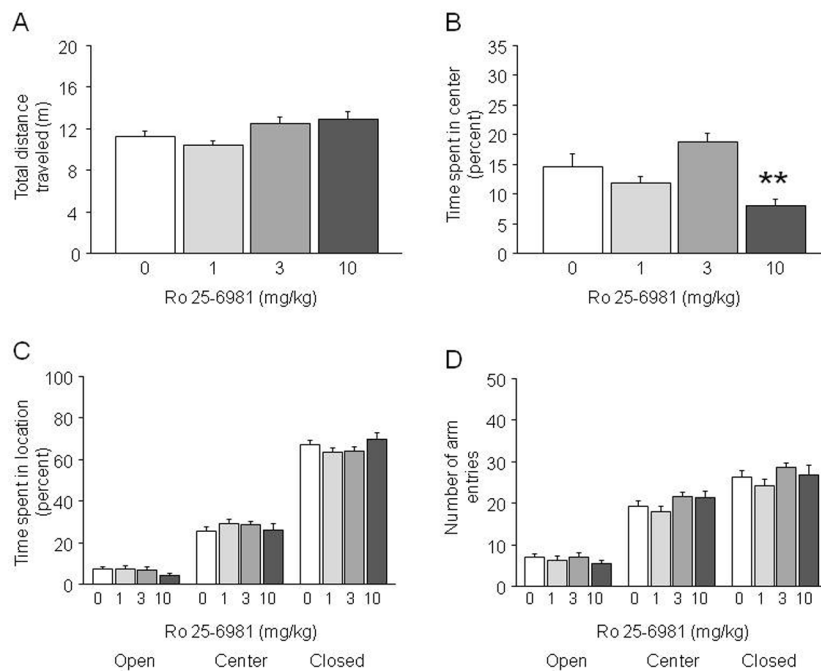 A
Total distance
traveled (m)
20
16
12
8
4
0
0 1 3 10
Ro 25-6981 (mg/kg)
B
Time spent in center
(percent)
35
30
25
20
15
10
5
0
**
0 1 3 10
Ro 25-6981 (mg/kg)
C
Time spent in location
(percent)
100
80
60
40
20
0
0 1 3 10 0 1 3 10 0 1 3 10
Ro 25-6981 (mg/kg)
Open Center Closed
D
Number of arm
entries
50
40
30
20
10
0
0 1 3 10 0 1 3 10 0 1 3 10
Ro 25-6981 (mg/kg)
Open Center Closed